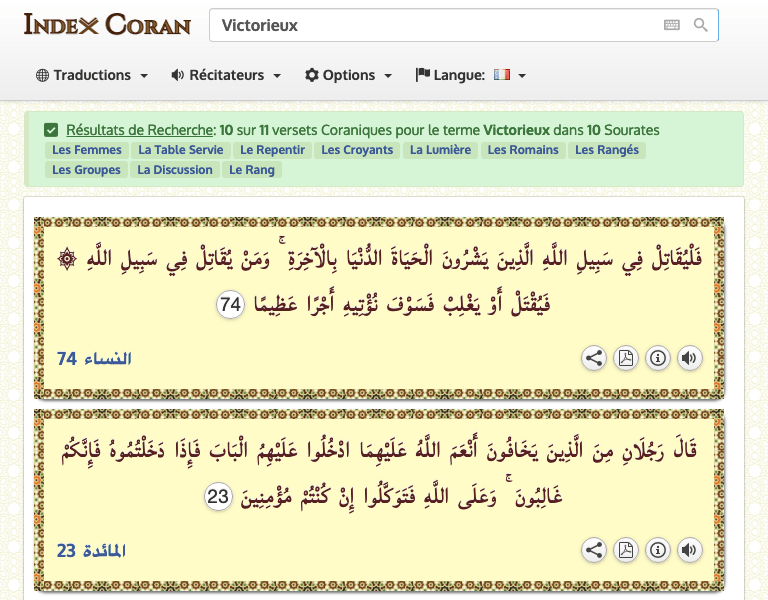 INDEX CORAN
Victorieux
Traductions
Récitateurs
Options
Langue:
Résultats de Recherche: 10 sur 11 versets Coraniques pour le terme Victorieux dans 10 Sourates
Les Femmes La Table Servie Le Repentir Les Croyants La Lumière Les Romains Les Rangés
Les Groupes La Discussion Le Rang
۞ فَلْيُقَاتِلْ فِي سَبِيلِ اللَّهِ الَّذِينَ يَشْرُونَ الْحَيَاةَ الدُّنْيَا بِالْآخِرَةِ ۚ وَمَنْ يُقَاتِلْ فِي سَبِيلِ اللَّهِ
فَيُقْتَلْ أَوْ يَغْلِبْ فَسَوْفَ نُؤْتِيهِ أَجْرًا عَظِيمًا 74
النساء 74
قَالَ رَجُلَانِ مِنَ الَّذِينَ يَخَافُونَ أَنْعَمَ اللَّهُ عَلَيْهِمَا ادْخُلُوا عَلَيْهِمُ الْبَابَ فَإِذَا دَخَلْتُمُوهُ فَإِنَّكُمْ
غَالِبُونَ ۚ وَعَلَى اللَّهِ فَتَوَكَّلُوا إِنْ كُنْتُمْ مُؤْمِنِينَ 23
المائدة 23